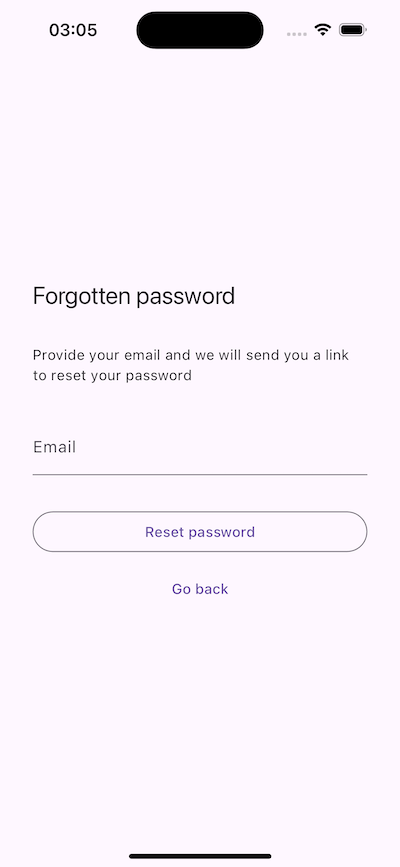 03:05
Forgotten password
Provide your email and we will send you a link
to reset your password
Email
Reset password
Go back